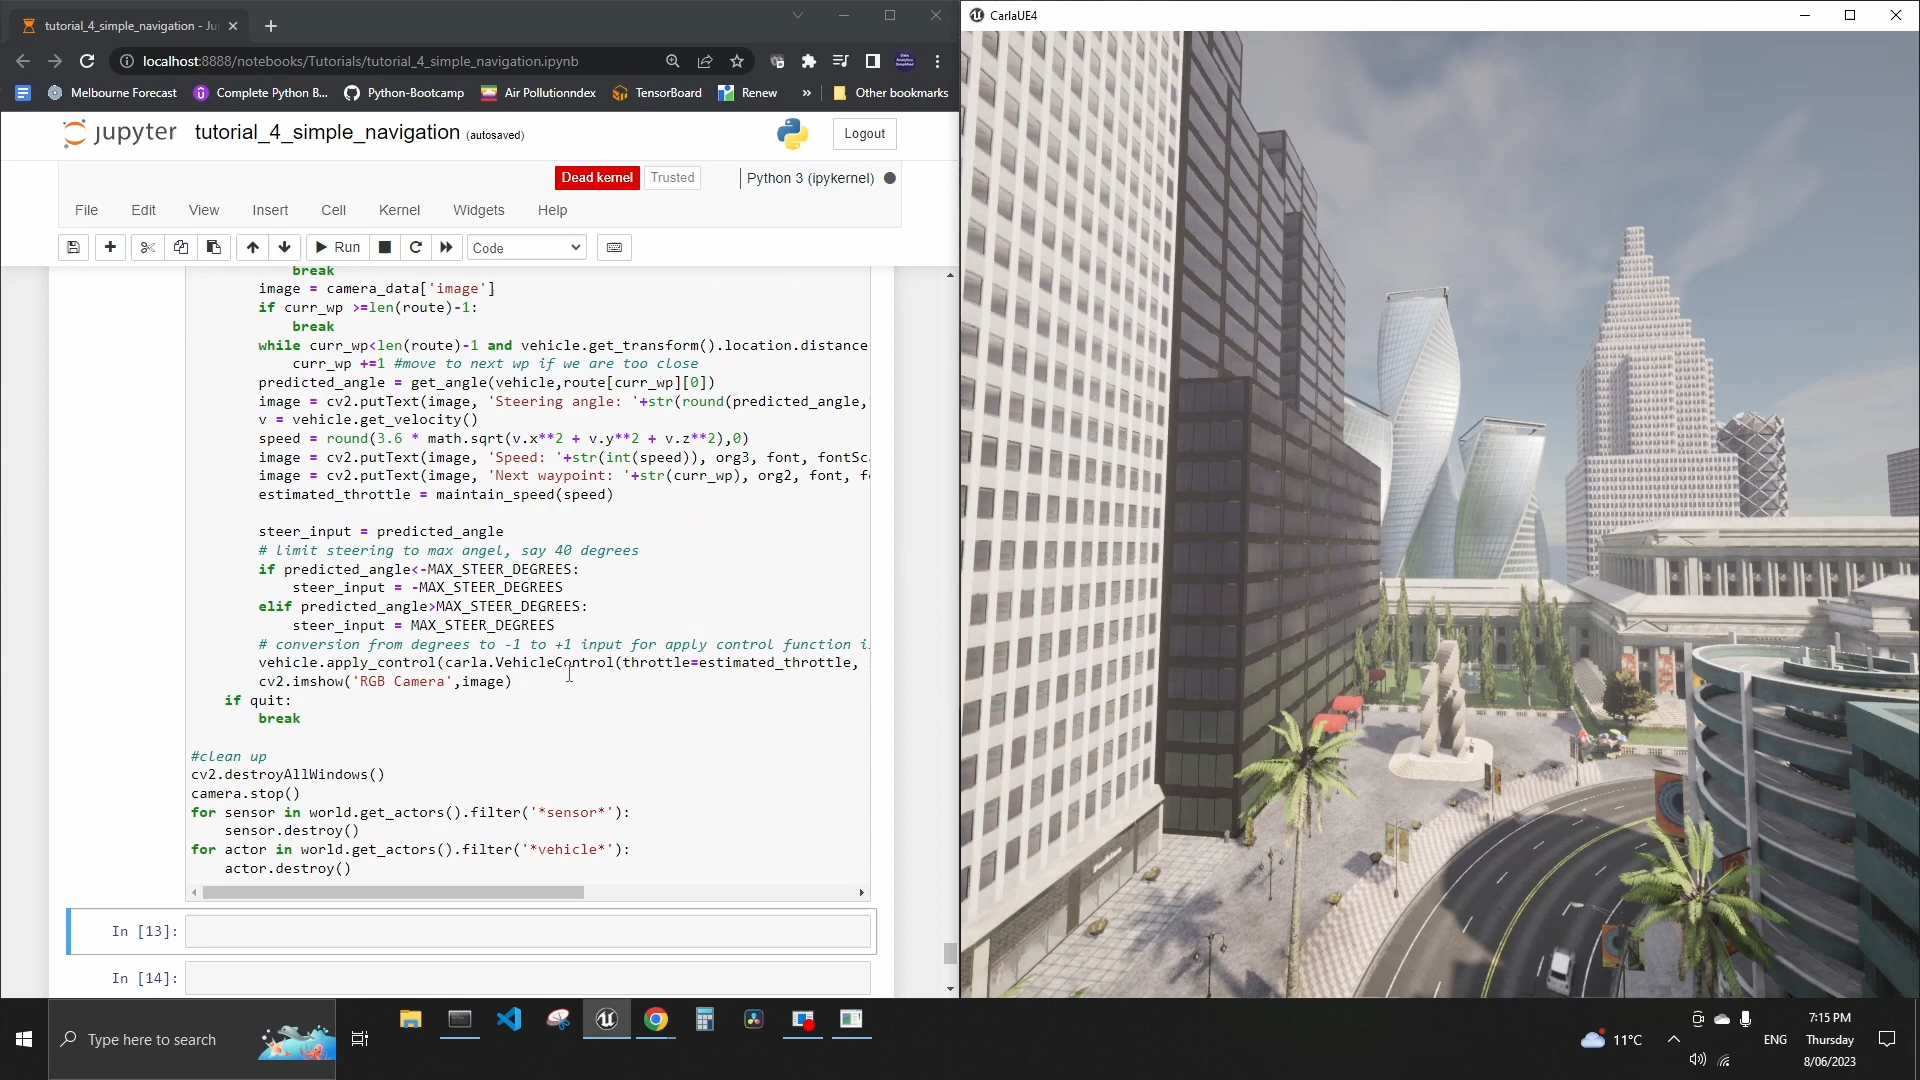 tutorial_4_simple_navigation - Ju
CarlaUE4
localhost:8888/notebooks/Tutorials/tutorial_4_simple_navigation.ipynb
Melbourne Forecast
Complete Python B...
Python-Bootcamp
Air Pollutionndex
TensorBoard
Renew
»
Other bookmarks
jupyter tutorial_4_simple_navigation (autosaved)
Logout
Dead kernel
Trusted
Python 3 (ipykernel)
File Edit View Insert Cell Kernel Widgets Help
Run
Code
break
image = camera_data['image']
if curr_wp >=len(route)-1:
break
while curr_wp<len(route)-1 and vehicle.get_transform().location.distance
curr_wp +=1 #move to next wp if we are too close
predicted_angle = get_angle(vehicle,route[curr_wp][0])
image = cv2.putText(image, 'Steering angle: '+str(round(predicted_angle,
v = vehicle.get_velocity()
speed = round(3.6 * math.sqrt(v.x**2 + v.y**2 + v.z**2),0)
image = cv2.putText(image, 'Speed: '+str(int(speed)), org3, font, fontSc
image = cv2.putText(image, 'Next waypoint: '+str(curr_wp), org2, font, f
estimated_throttle = maintain_speed(speed)
steer_input = predicted_angle
# limit steering to max angel, say 40 degrees
if predicted_angle<-MAX_STEER_DEGREES:
steer_input = -MAX_STEER_DEGREES
elif predicted_angle>MAX_STEER_DEGREES:
steer_input = MAX_STEER_DEGREES
# conversion from degrees to -1 to +1 input for apply control function i
vehicle.apply_control(carla.VehicleControl(throttle=estimated_throttle,
cv2.imshow('RGB Camera',image)
if quit:
break
#clean up
cv2.destroyAllWindows()
camera.stop()
for sensor in world.get_actors().filter('*sensor*'):
sensor.destroy()
for actor in world.get_actors().filter('*vehicle*'):
actor.destroy()
In [13]:
In [14]:
Type here to search
11°C
ENG
7:15 PM
Thursday
8/06/2023